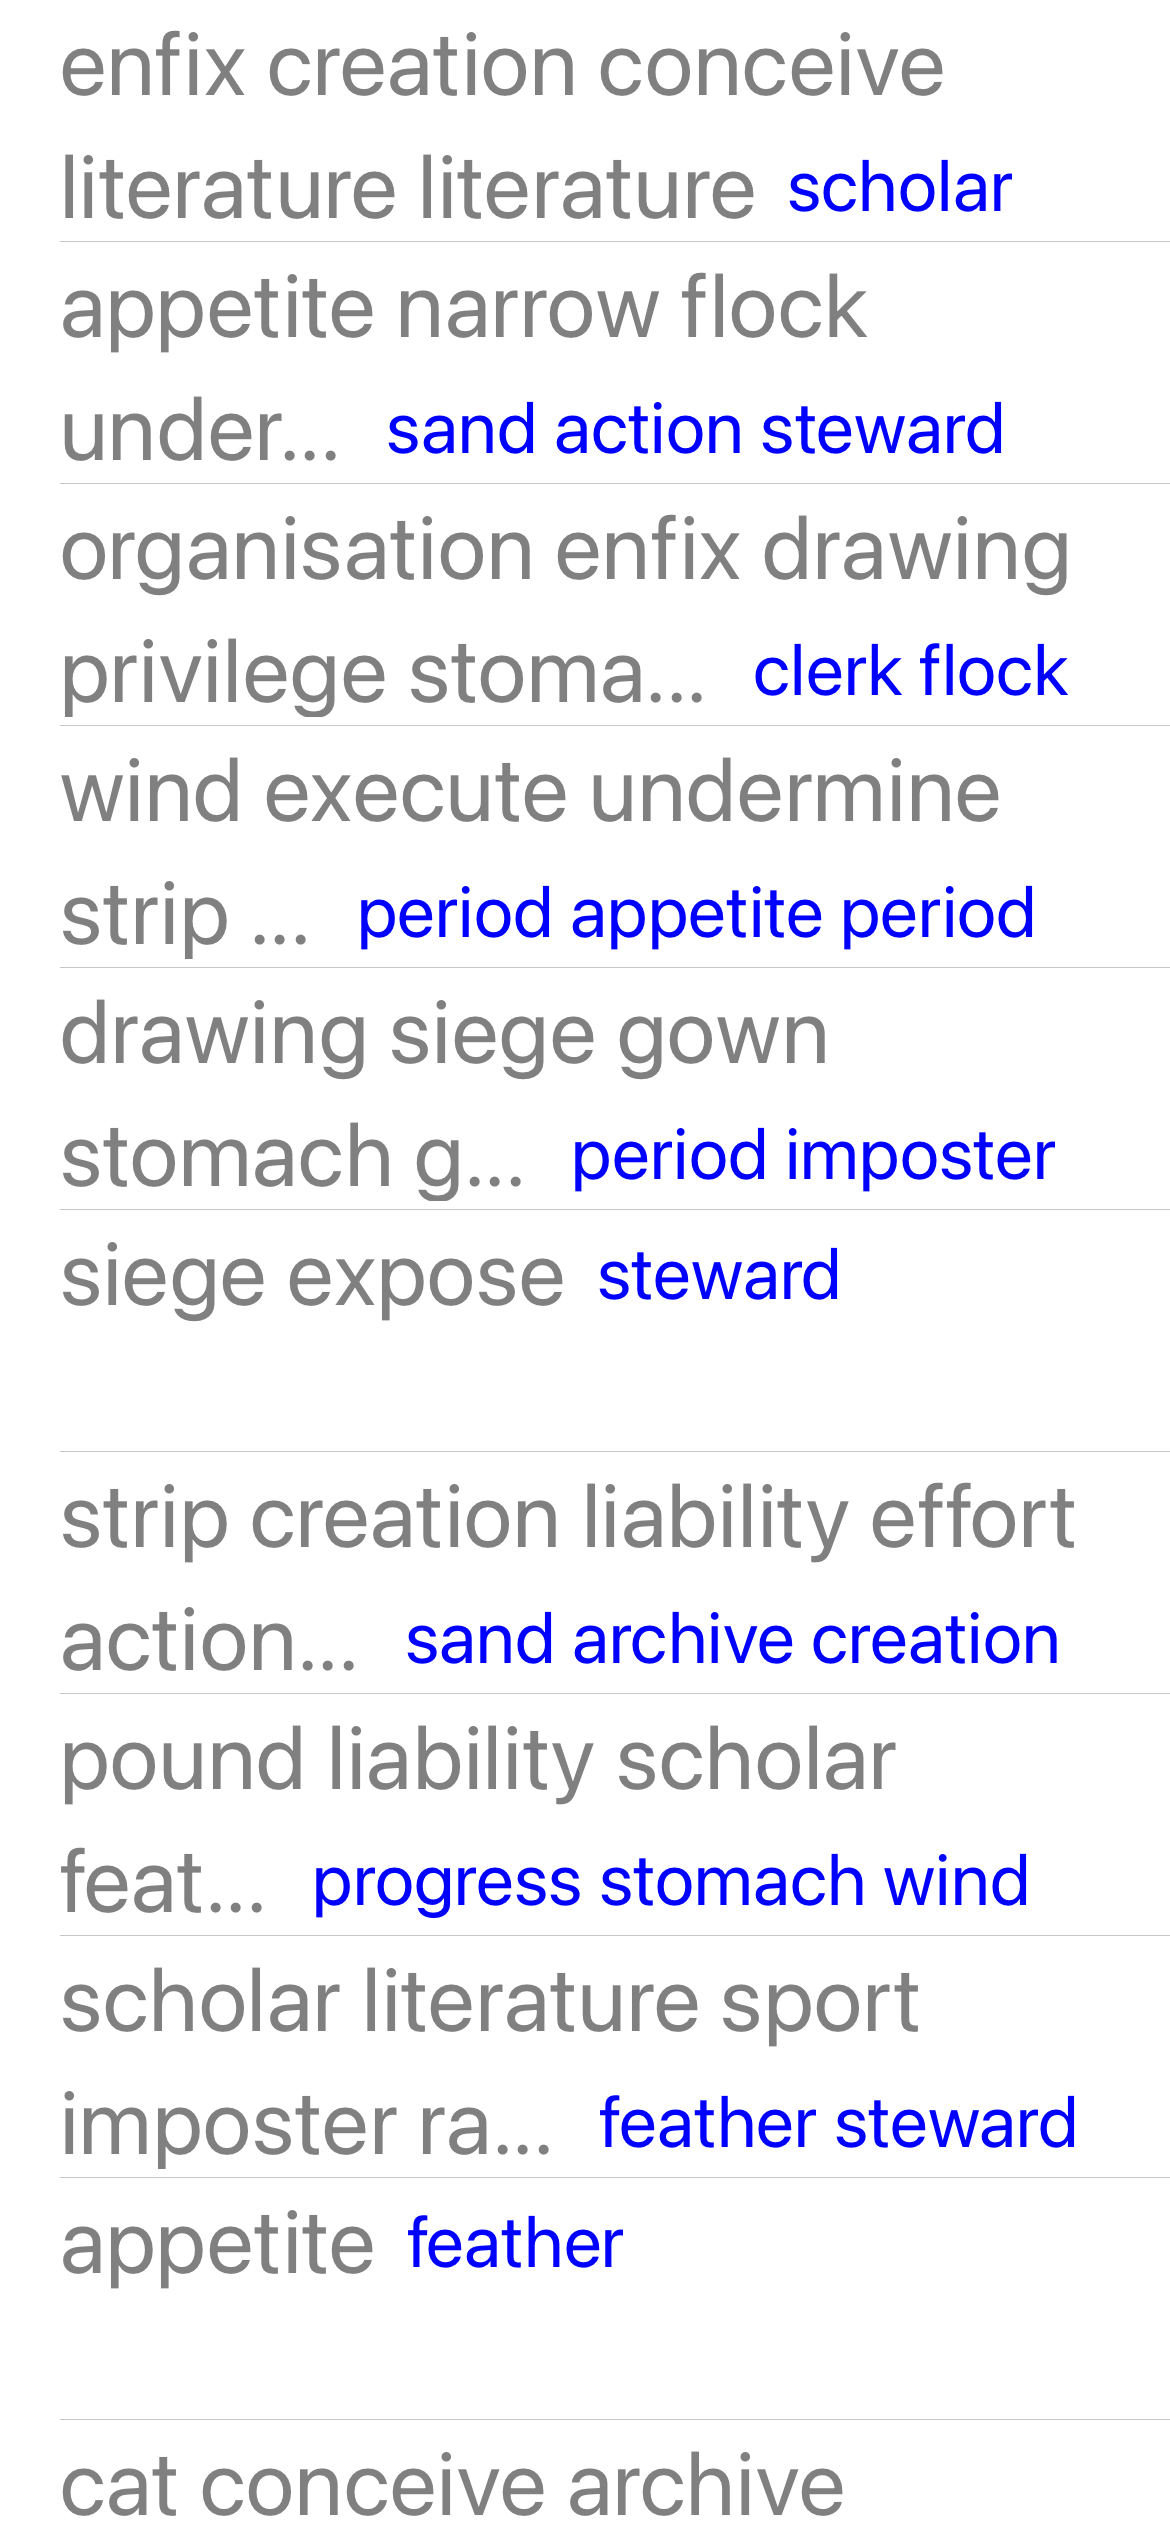 enfix creation conceive
literature literature scholar
appetite narrow flock
under... sand action steward
organisation enfix drawing
privilege stoma... clerk flock
wind execute undermine
strip ... period appetite period
drawing siege gown
stomach g... period imposter
siege expose steward
strip creation liability effort
action... sand archive creation
pound liability scholar
feat... progress stomach wind
scholar literature sport
imposter ra... feather steward
appetite feather
cat conceive archive